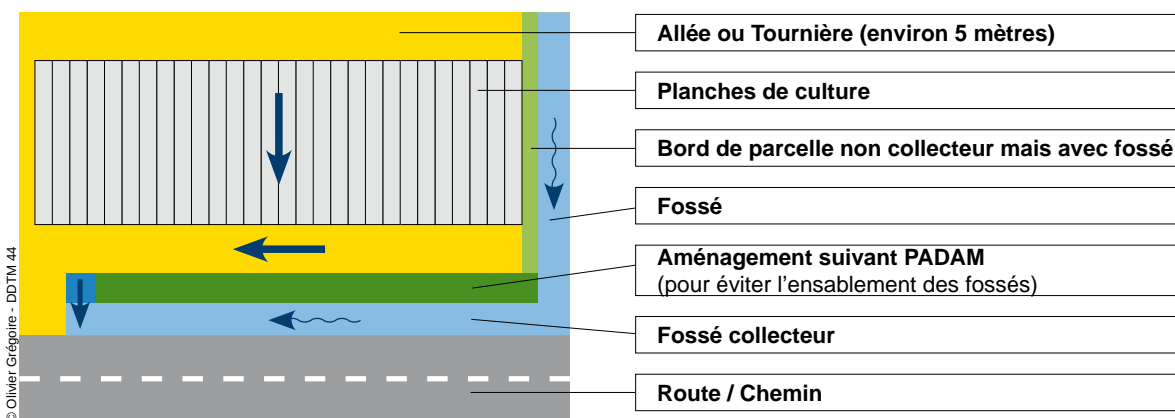 Allée ou Tournière (environ 5 mètres)
Planches de culture
Bord de parcelle non collecteur mais avec fossé
Fossé
Aménagement suivant PADAM
(pour éviter l’ensablement des fossés)
Fossé collecteur
Route / Chemin
© Olivier Grégoire - DDTM 44